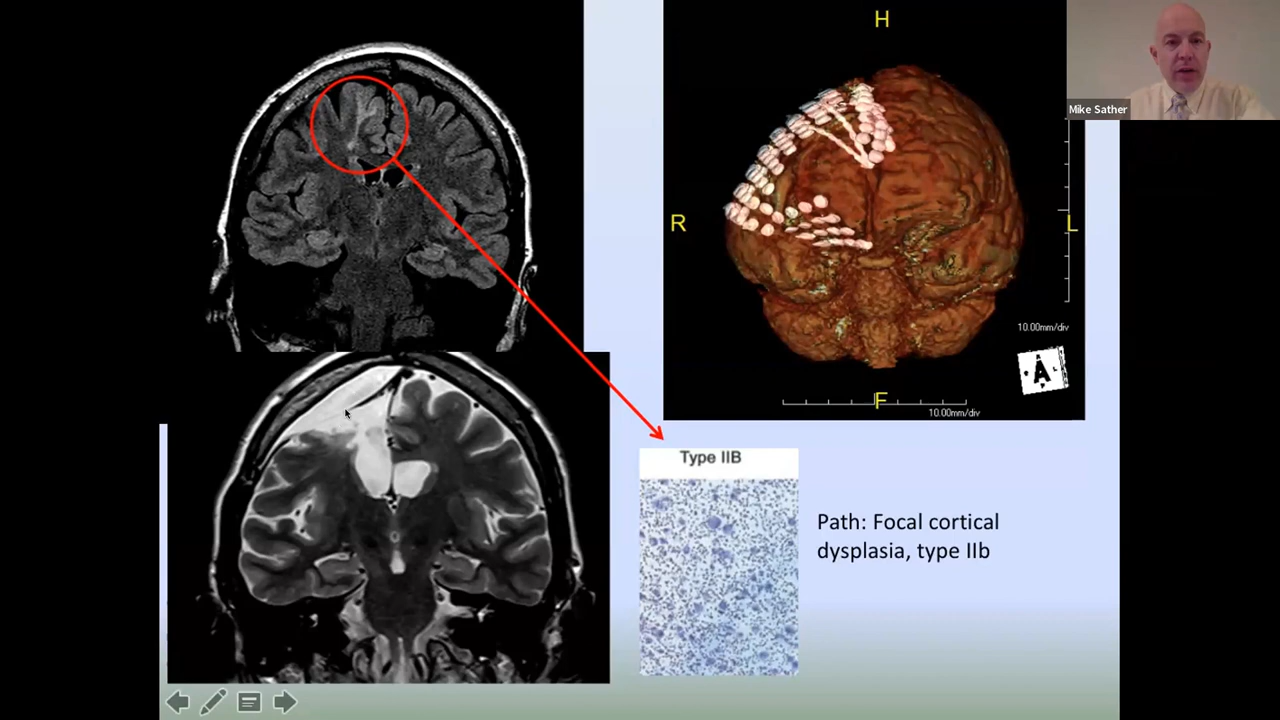 H
Mike Sather
R
L
10.00mm/div
A
F
10.00mm/div
Type IIB
Path: Focal cortical
dysplasia, type IIb